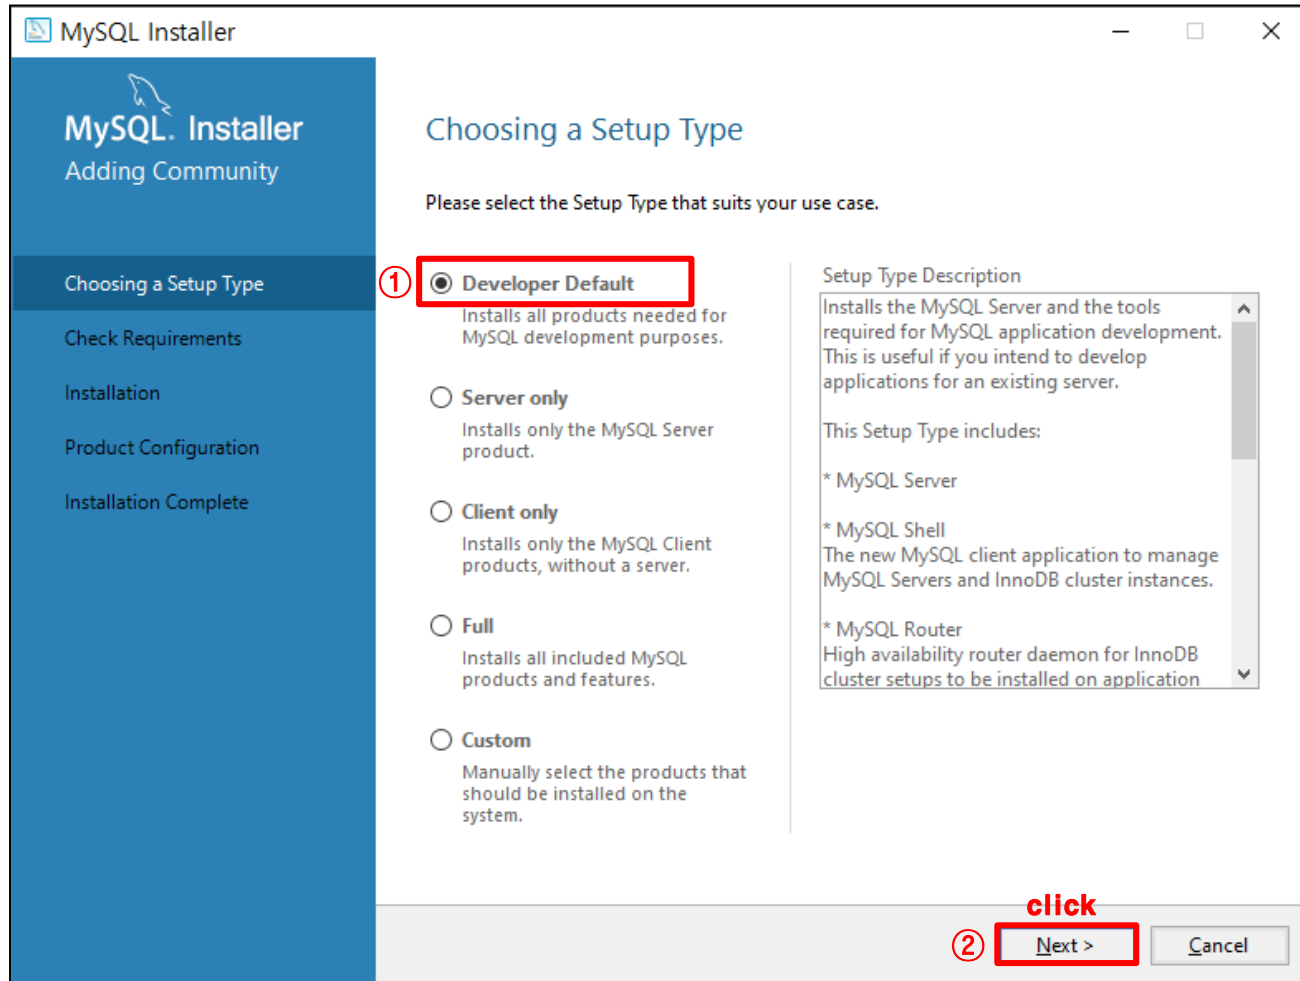 MySQL Installer
MySQL. Installer
Adding Community
Choosing a Setup Type
Check Requirements
Installation
Product Configuration
Installation Complete
Choosing a Setup Type
Please select the Setup Type that suits your use case.
① Developer Default
Installs all products needed for
MySQL development purposes.
Server only
Installs only the MySQL Server
product.
Client only
Installs only the MySQL Client
products, without a server.
Full
Installs all included MySQL
products and features.
Custom
Manually select the products that
should be installed on the
system.
Setup Type Description
Installs the MySQL Server and the tools
required for MySQL application development.
This is useful if you intend to develop
applications for an existing server.
This Setup Type includes:
* MySQL Server
* MySQL Shell
The new MySQL client application to manage
MySQL Servers and InnoDB cluster instances.
* MySQL Router
High availability router daemon for InnoDB
cluster setups to be installed on application
click
② Next >
Cancel